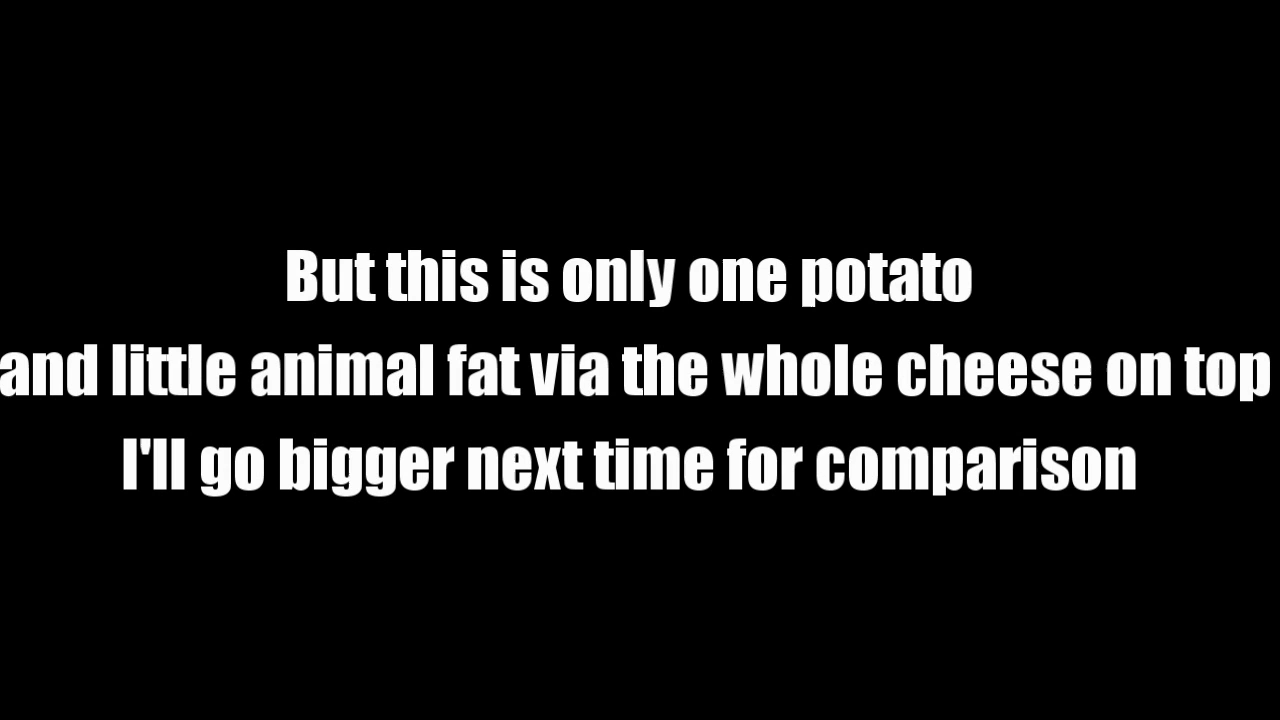 But this is only one potato
and little animal fat via the whole cheese on top
I'll go bigger next time for comparison